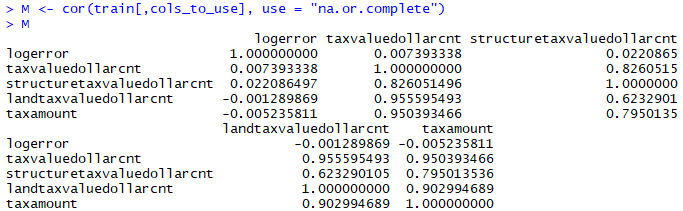 > M <- cor(train[,cols_to_use], use = "na.or.complete")
> M
logerror taxvaluedollarcnt structuretaxvaluedollarcnt
logerror 1.000000000 0.007393338 0.0220865
taxvaluedollarcnt 0.007393338 1.000000000 0.8260515
structuretaxvaluedollarcnt 0.022086497 0.826051496 1.0000000
landtaxvaluedollarcnt -0.001289869 0.955595493 0.6232901
taxamount -0.005235811 0.950393466 0.7950135
landtaxvaluedollarcnt taxamount
logerror -0.001289869 -0.005235811
taxvaluedollarcnt 0.955595493 0.950393466
structuretaxvaluedollarcnt 0.623290105 0.795013536
landtaxvaluedollarcnt 1.000000000 0.902994689
taxamount 0.902994689 1.000000000